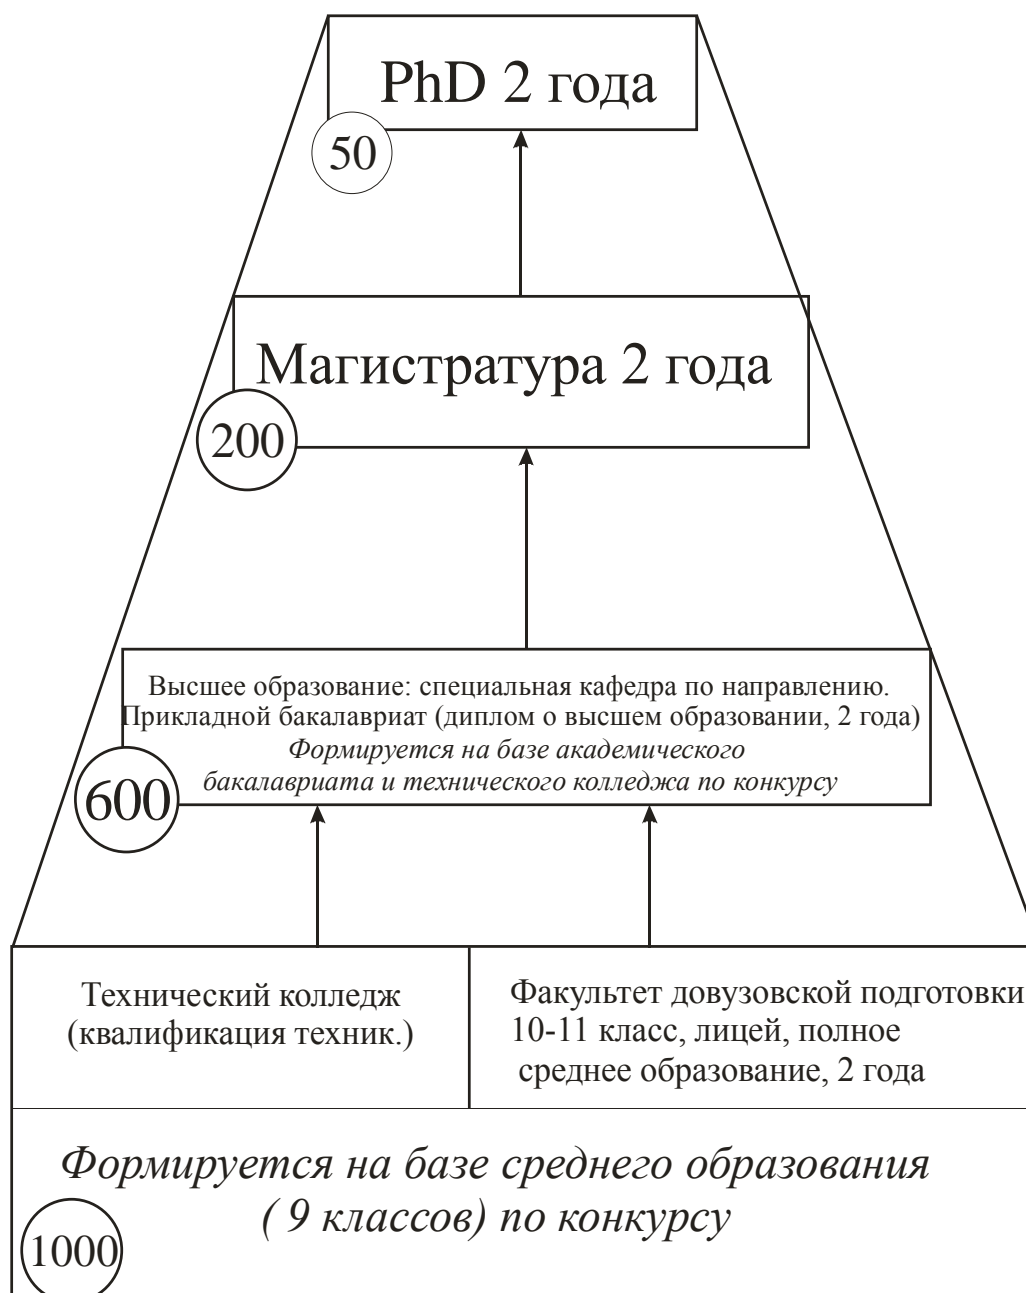 PhD 2 года
50
Магистратура 2 года
200
Высшее образование: специальная кафедра по направлению.
Прикладной бакалавриат (диплом о высшем образовании, 2 года)
Формируется на базе академического
бакалавриата и технического колледжа по конкурсу
600
Технический колледж
(квалификация техник.)
Факультет довузовской подготовки
10-11 класс, лицей, полное
среднее образование, 2 года
Формируется на базе среднего образования
( 9 классов) по конкурсу
1000